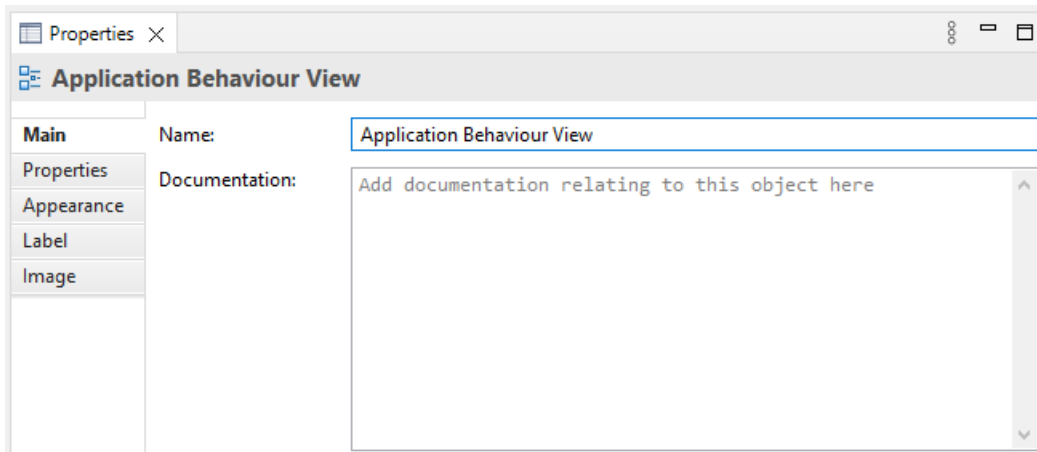 Properties
Application Behaviour View
Main
Name:
Application Behaviour View
Properties
Documentation:
Add documentation relating to this object here
Appearance
Label
Image